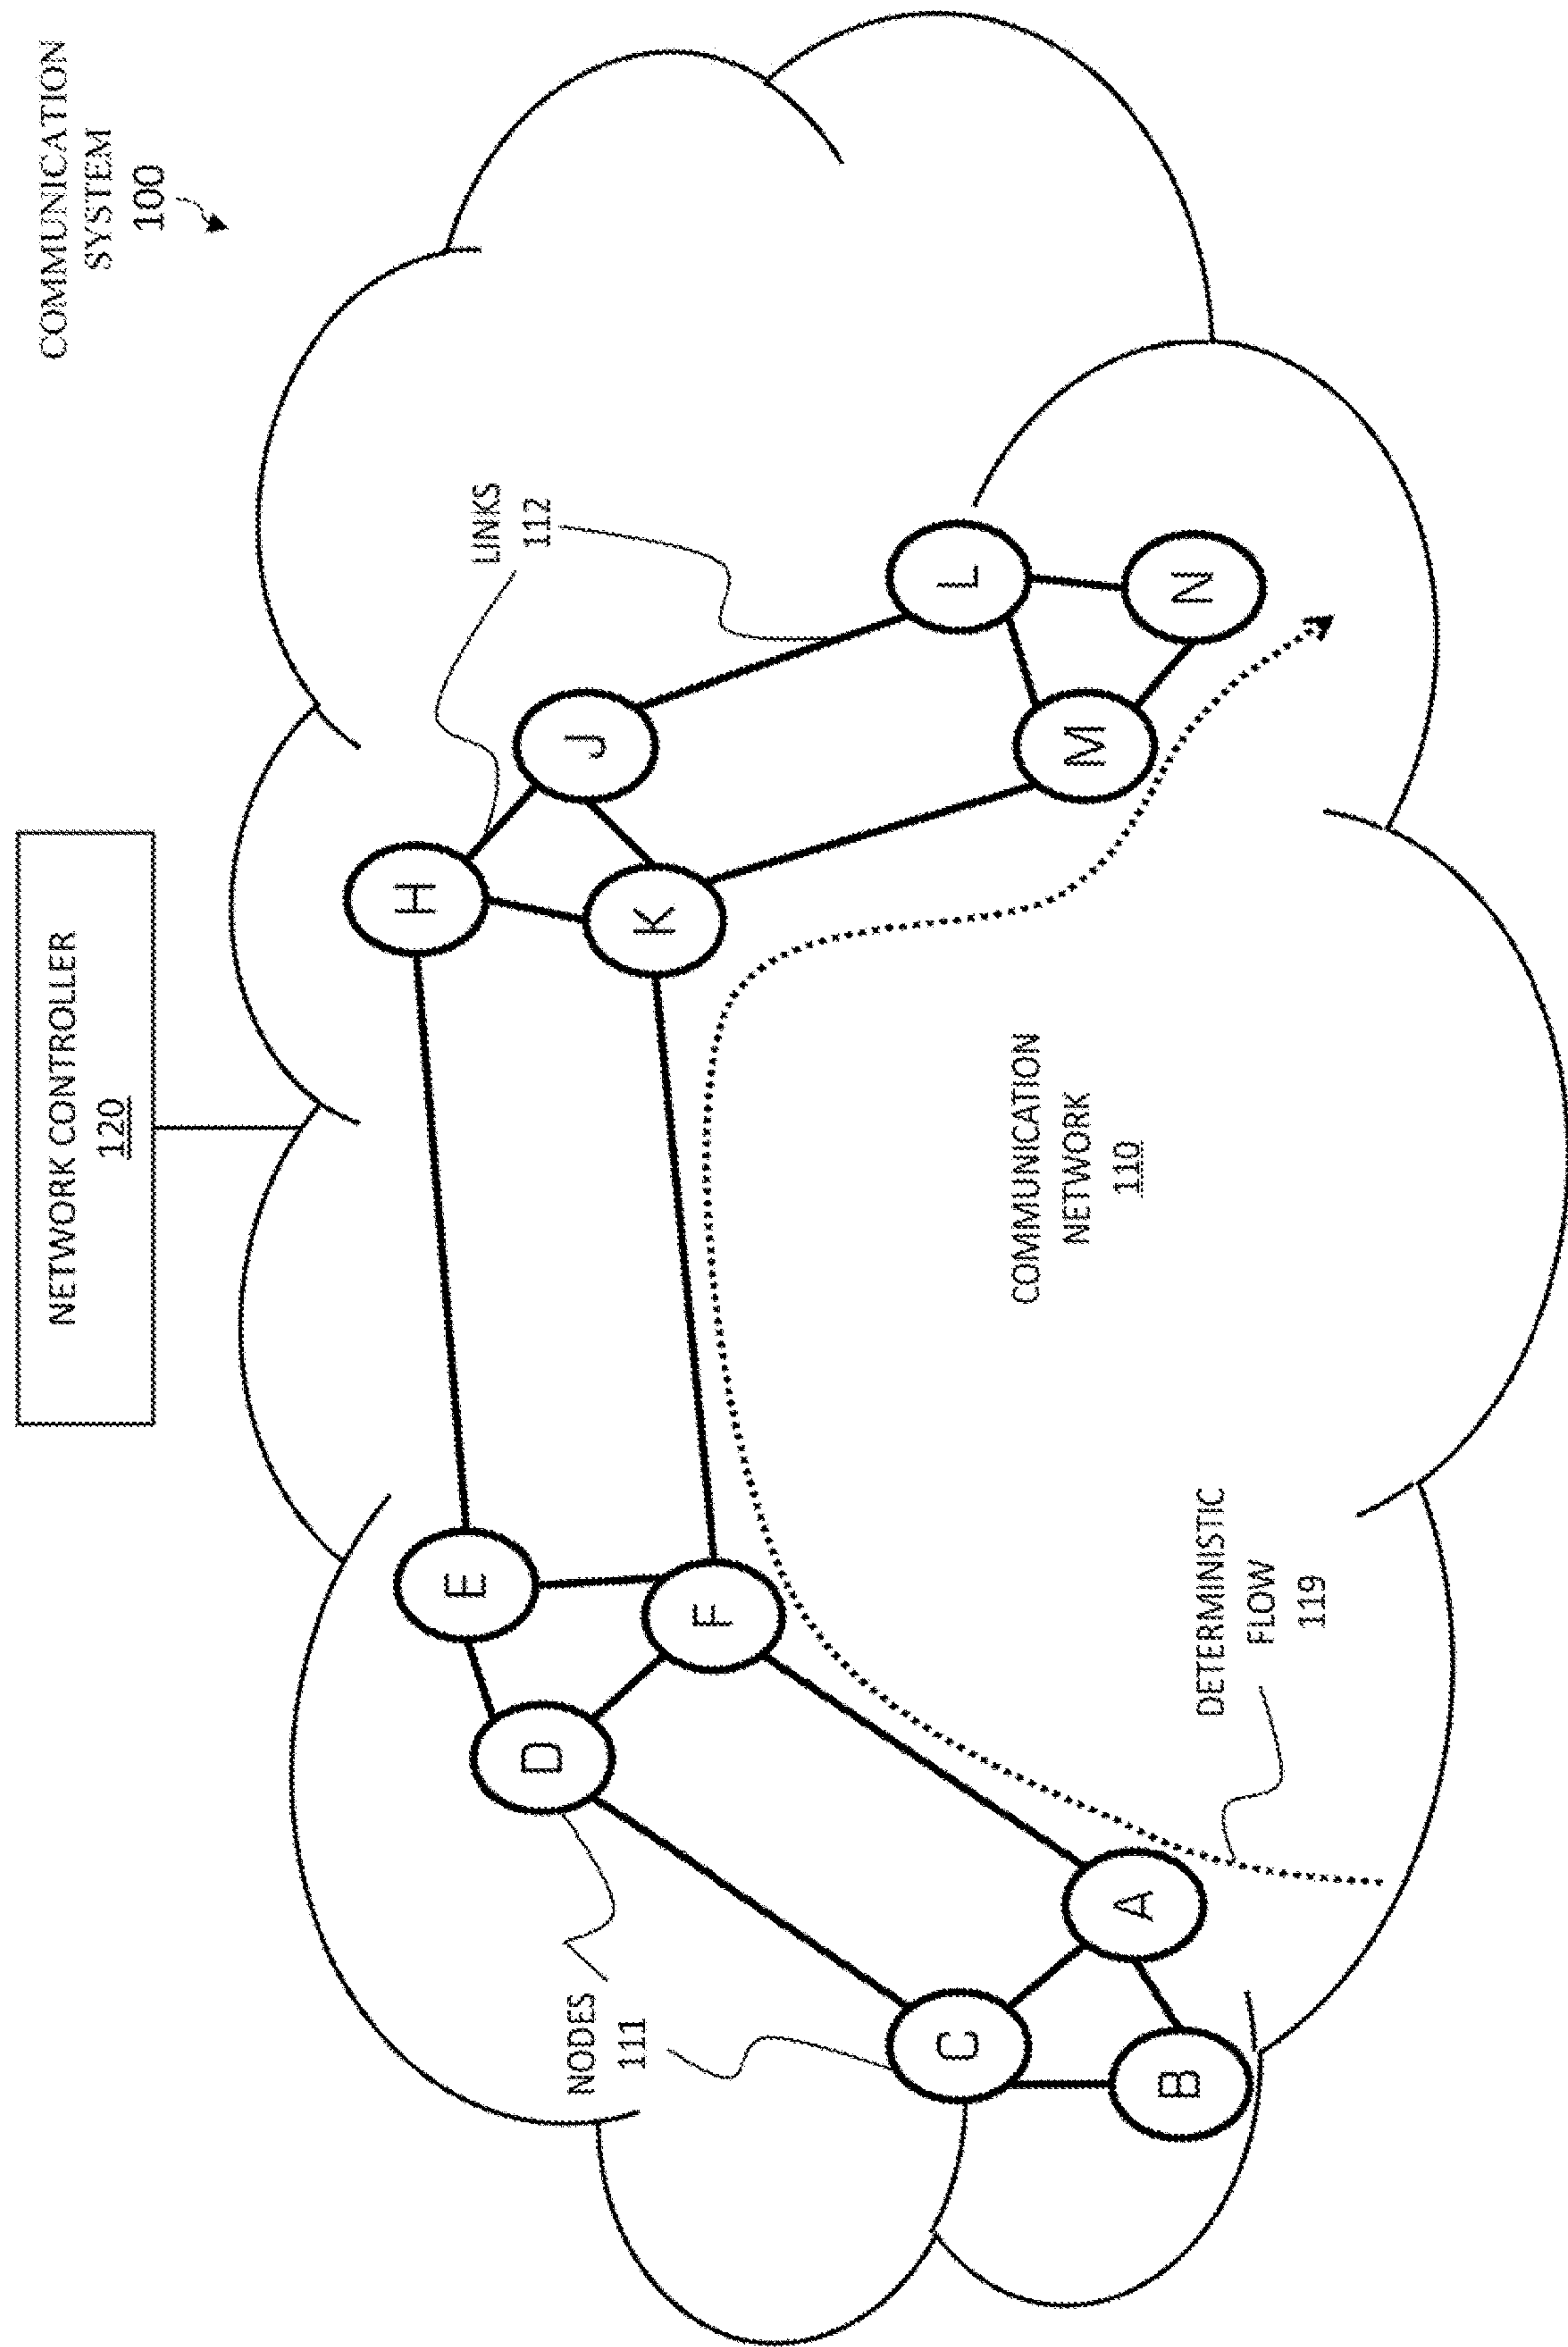 COMMUNICATION
SYSTEM
100
NETWORK CONTROLLER
120
LINKS
112
NODES
111
H
J
K
E
D
F
L
M
N
C
A
B
COMMUNICATION
NETWORK
110
DETERMINISTIC
FLOW
119